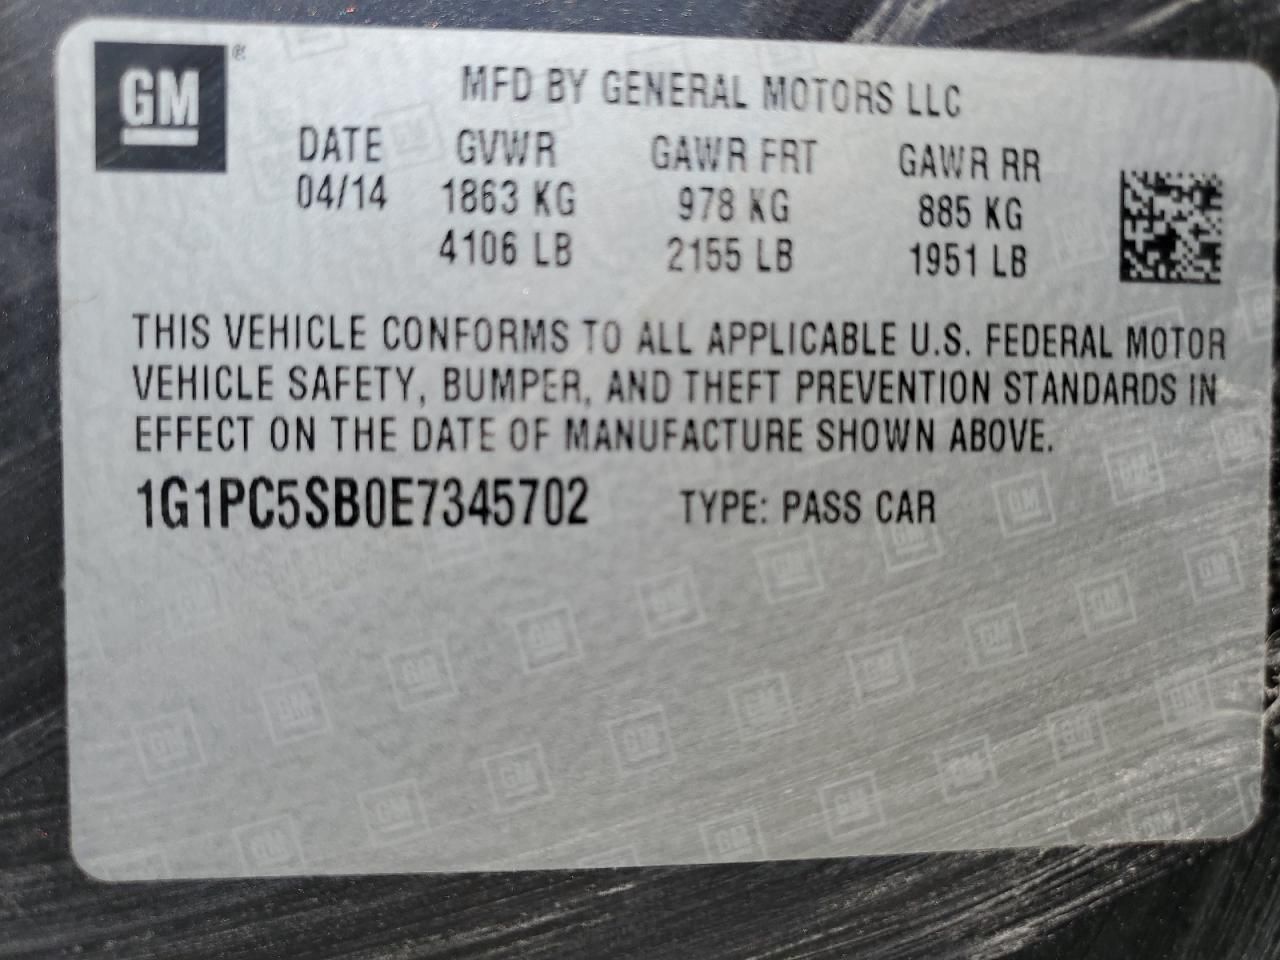 GM ®
MFD BY GENERAL MOTORS LLC
DATE GVWR GAWR FRT GAWR RR
04/14 1863 KG 978 KG 885 KG
4106 LB 2155 LB 1951 LB
THIS VEHICLE CONFORMS TO ALL APPLICABLE U.S. FEDERAL MOTOR
VEHICLE SAFETY, BUMPER, AND THEFT PREVENTION STANDARDS IN
EFFECT ON THE DATE OF MANUFACTURE SHOWN ABOVE.
1G1PC5SB0E7345702 TYPE: PASS CAR